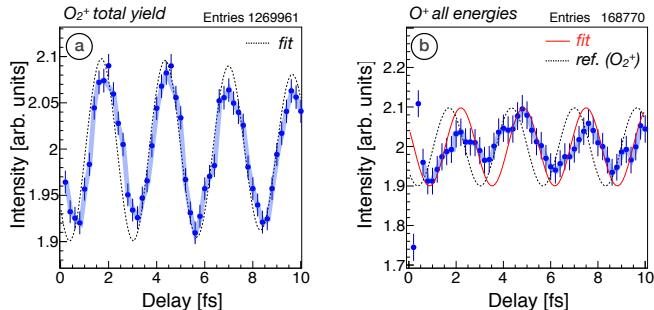 O₂⁺ total yield Entries 1269961
a
fit
Intensity [arb. units]
2.1
2.05
2
1.95
1.9
0 2 4 6 8 10
Delay [fs]
O⁺ all energies Entries 168770
b
fit
ref. (O₂⁺)
Intensity [arb. units]
2.2
2.1
2.0
1.9
1.8
1.7
0 2 4 6 8 10
Delay [fs]